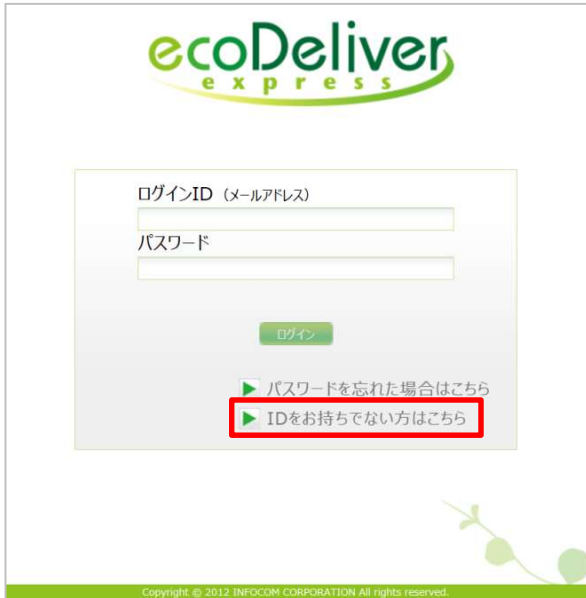 ecoDeliver
express
ログインID（メールアドレス）
パスワード
ログイン
パスワードを忘れた場合はこちら
IDをお持ちでない方はこちら
Copyright © 2012 INFOCOM CORPORATION All rights reserved.